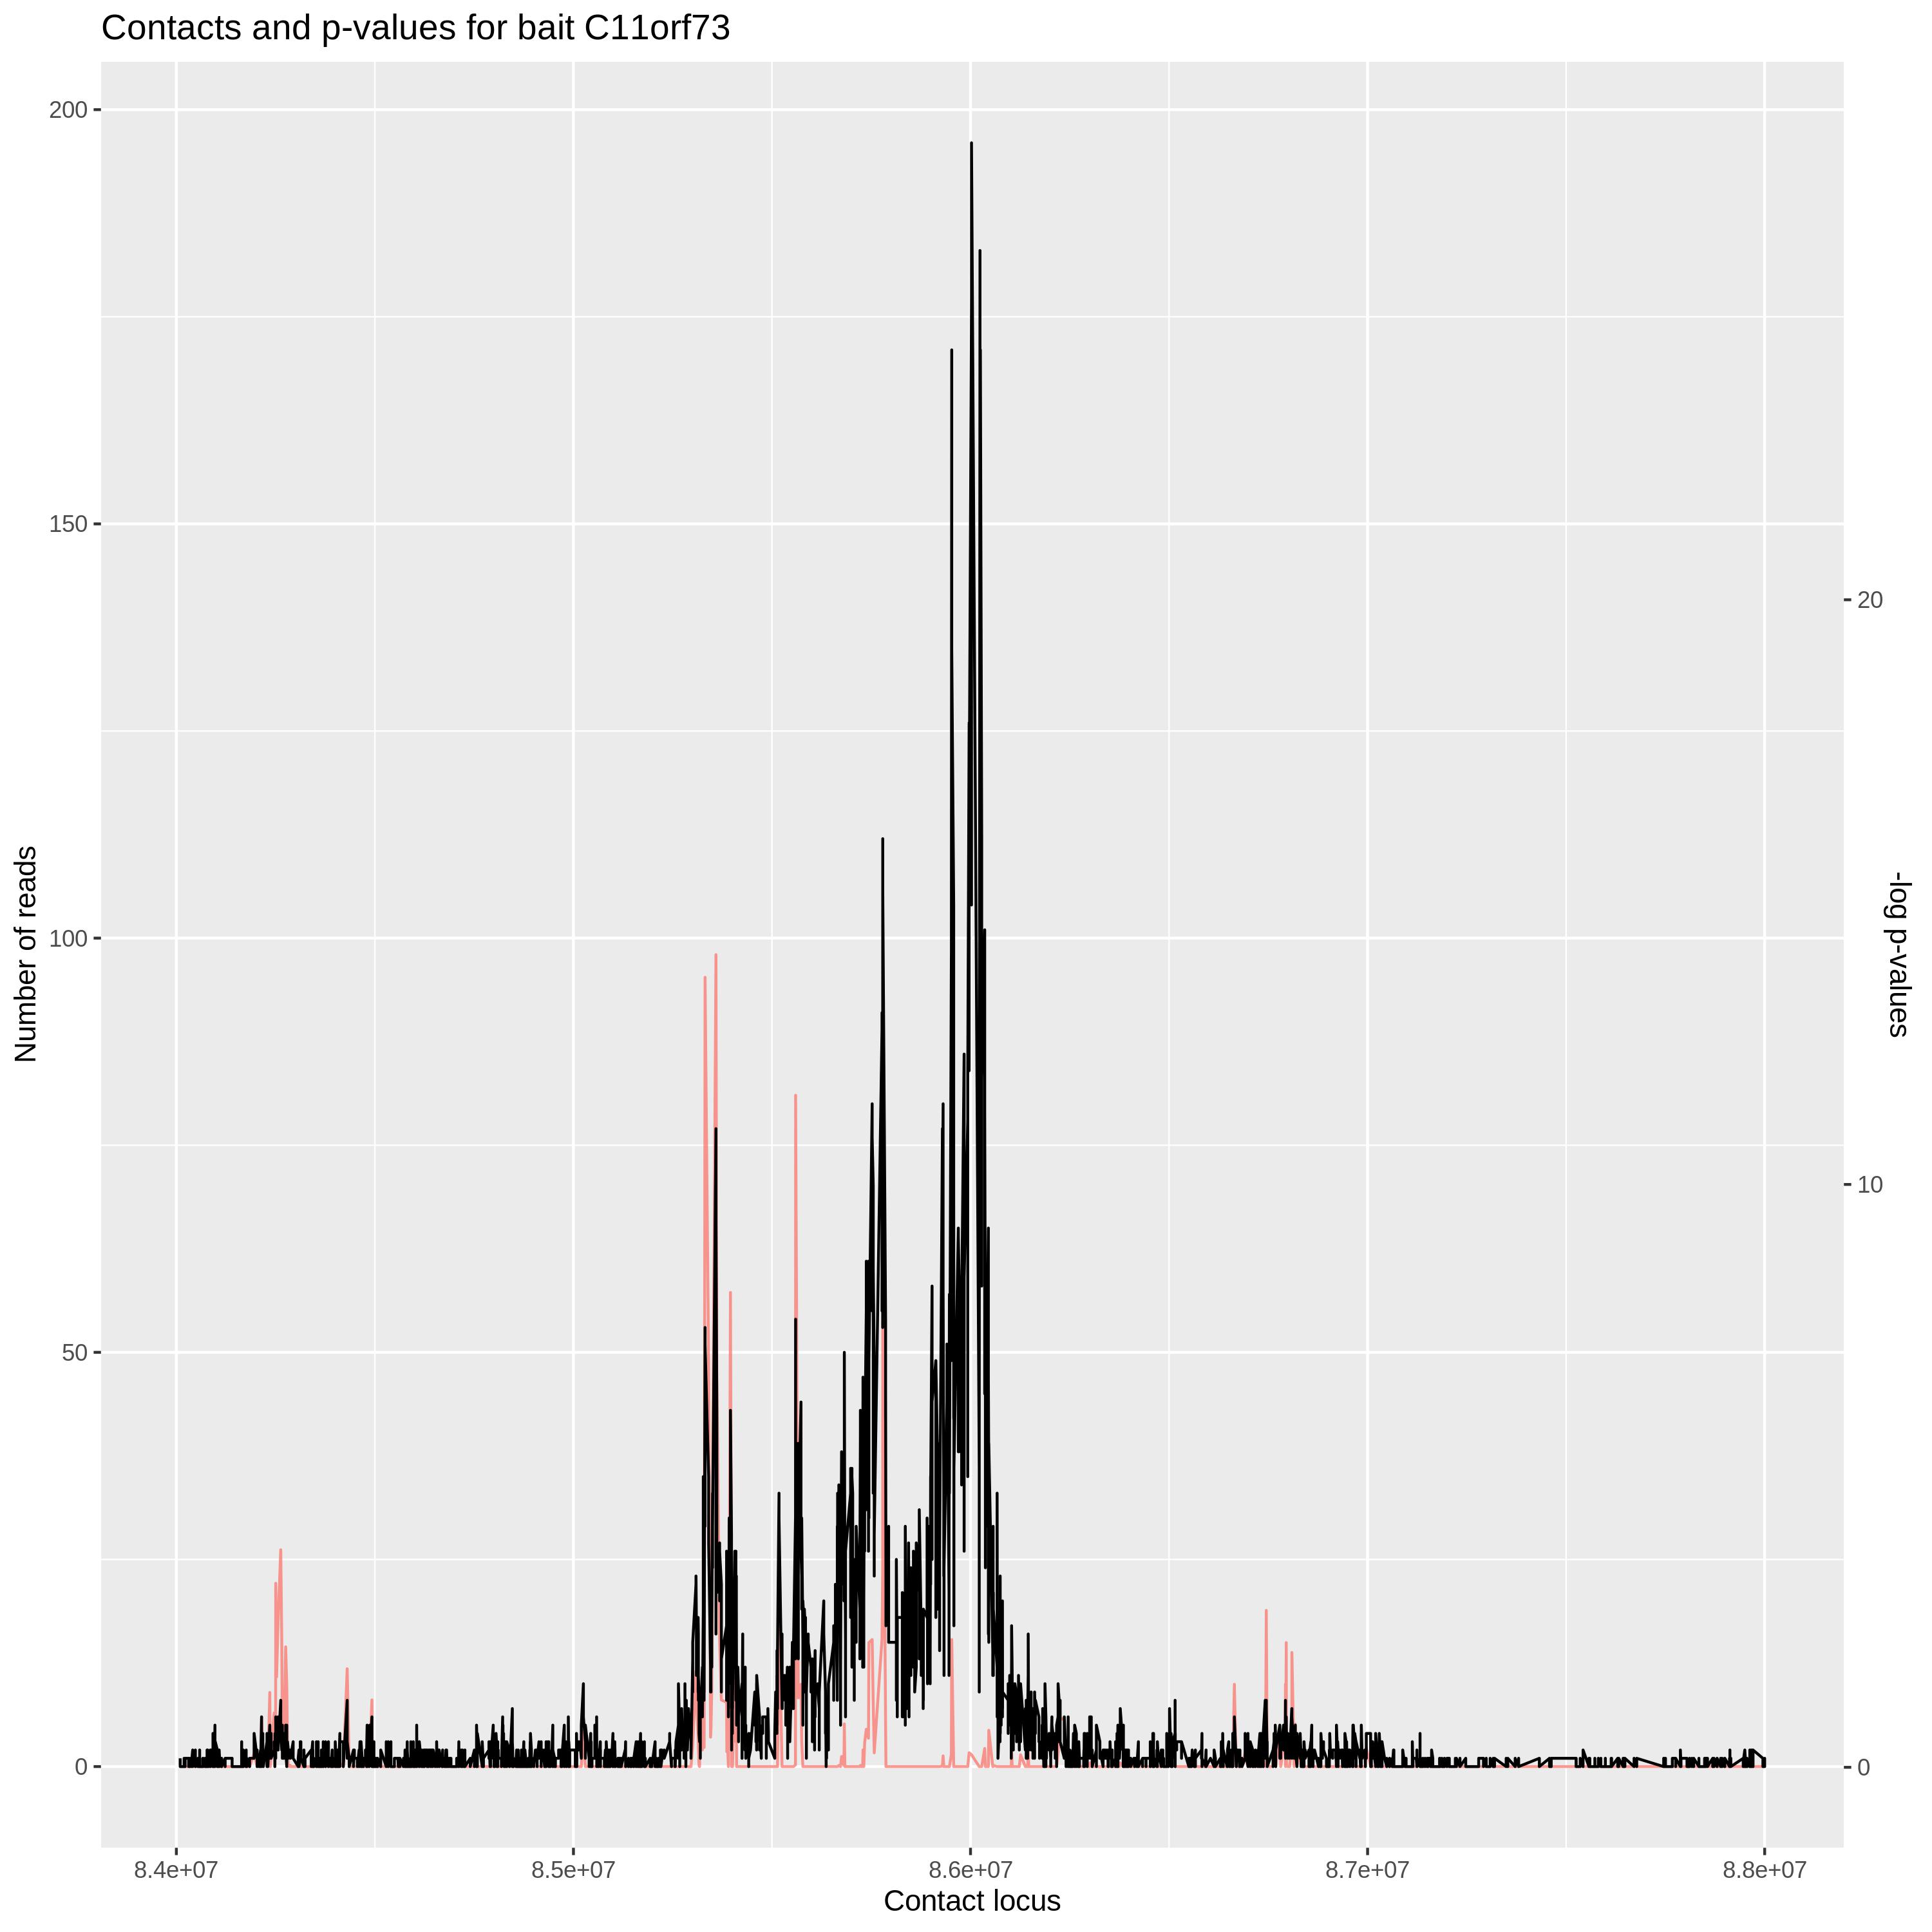 Contacts and p-values for bait C11orf73
200
150
100
50
0
Number of reads
20
10
0
-log p-values
8.4e+07
8.5e+07
8.6e+07
8.7e+07
8.8e+07
Contact locus